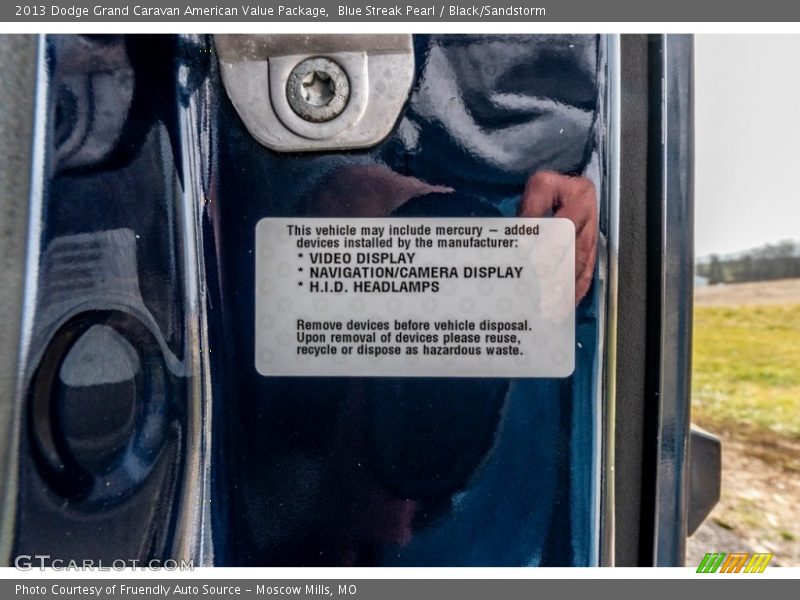 2013 Dodge Grand Caravan American Value Package,  Blue Streak Pearl / Black/Sandstorm
This vehicle may include mercury – added
devices installed by the manufacturer:
* VIDEO DISPLAY
* NAVIGATION/CAMERA DISPLAY
* H.I.D. HEADLAMPS
Remove devices before vehicle disposal.
Upon removal of devices please reuse,
recycle or dispose as hazardous waste.
GTcarlot.com
Photo Courtesy of Fruendly Auto Source – Moscow Mills, MO